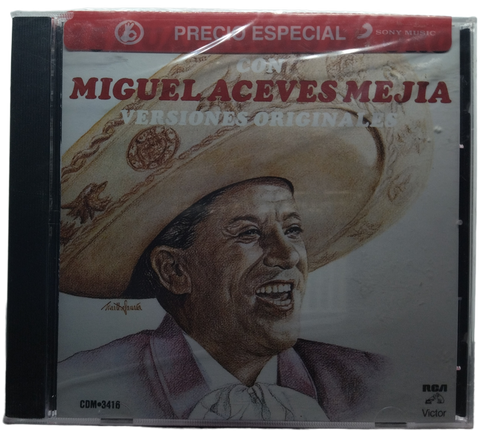 PRECIO ESPECIAL
SONY MUSIC
CON
MIGUEL ACEVES MEJIA
VERSIONES ORIGINALES
CDM•3416
RCA
Victor